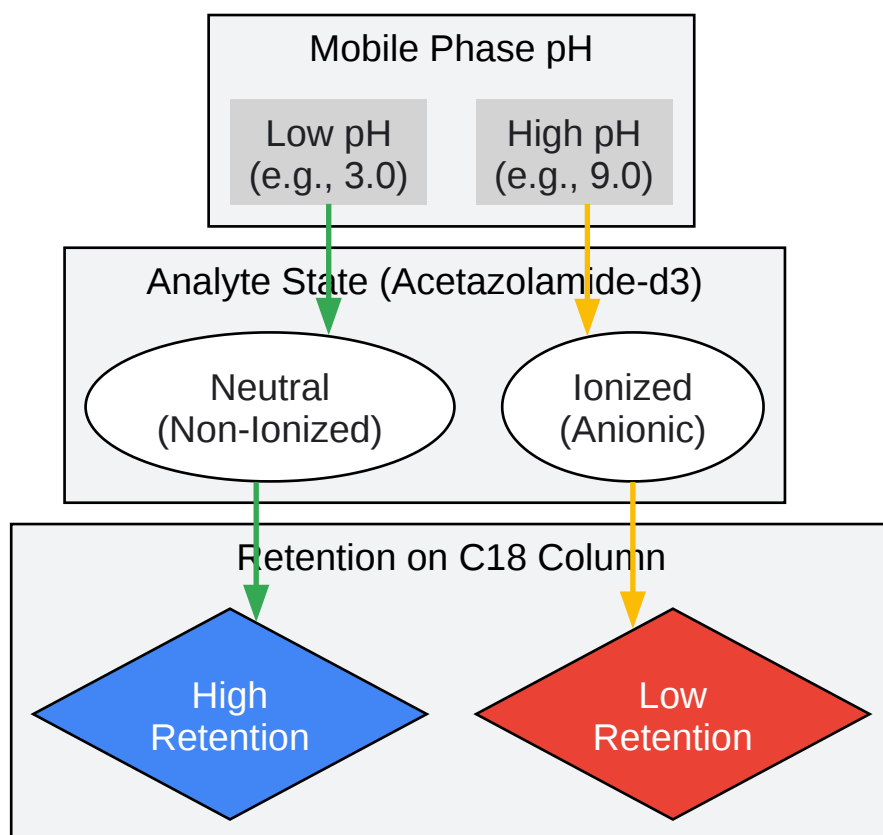 Mobile Phase pH
Low pH
(e.g., 3.0)
High pH
(e.g., 9.0)
Analyte State (Acetazolamide-d3)
Neutral
(Non-Ionized)
Ionized
(Anionic)
Retention on C18 Column
High
Retention
Low
Retention